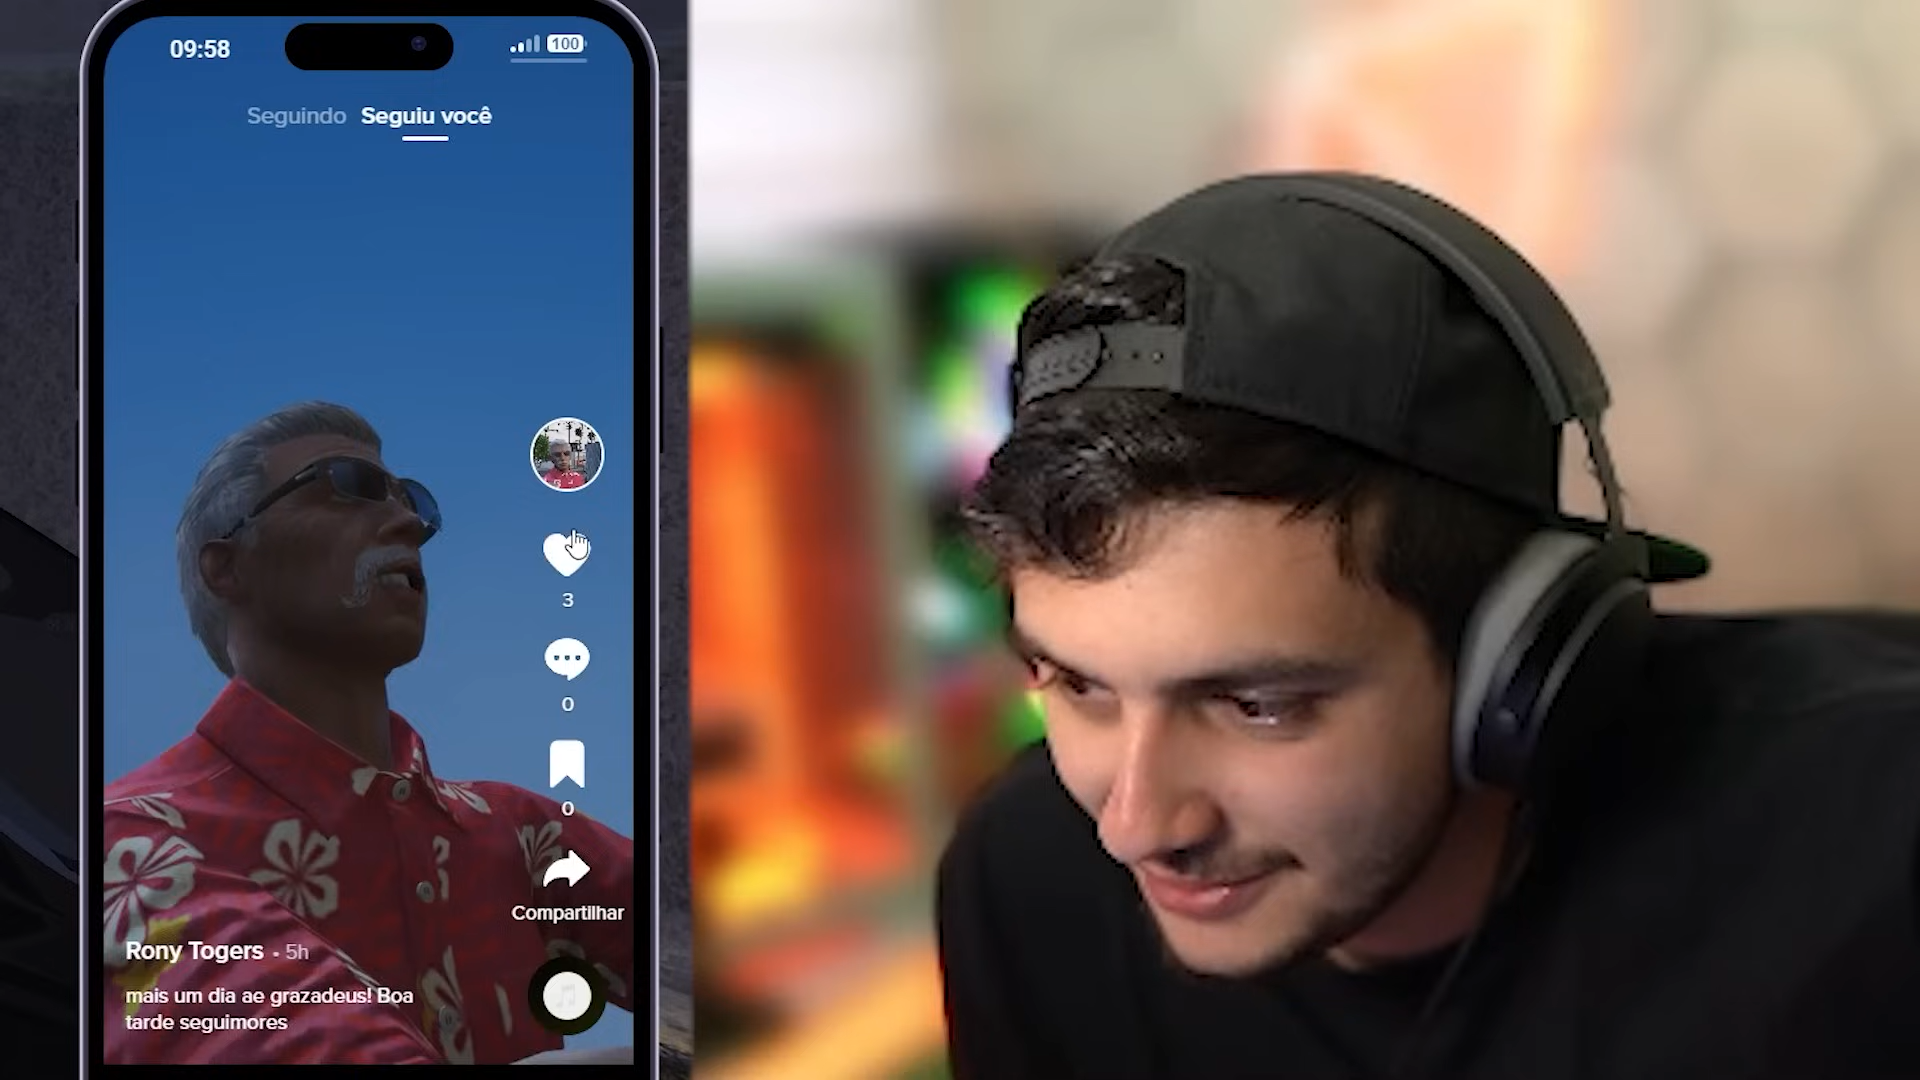 09:58
100
Seguindo Seguiu você
3
0
0
Compartilhar
Rony Togers • 5h
mais um dia ae grazadeus! Boa
tarde seguimores